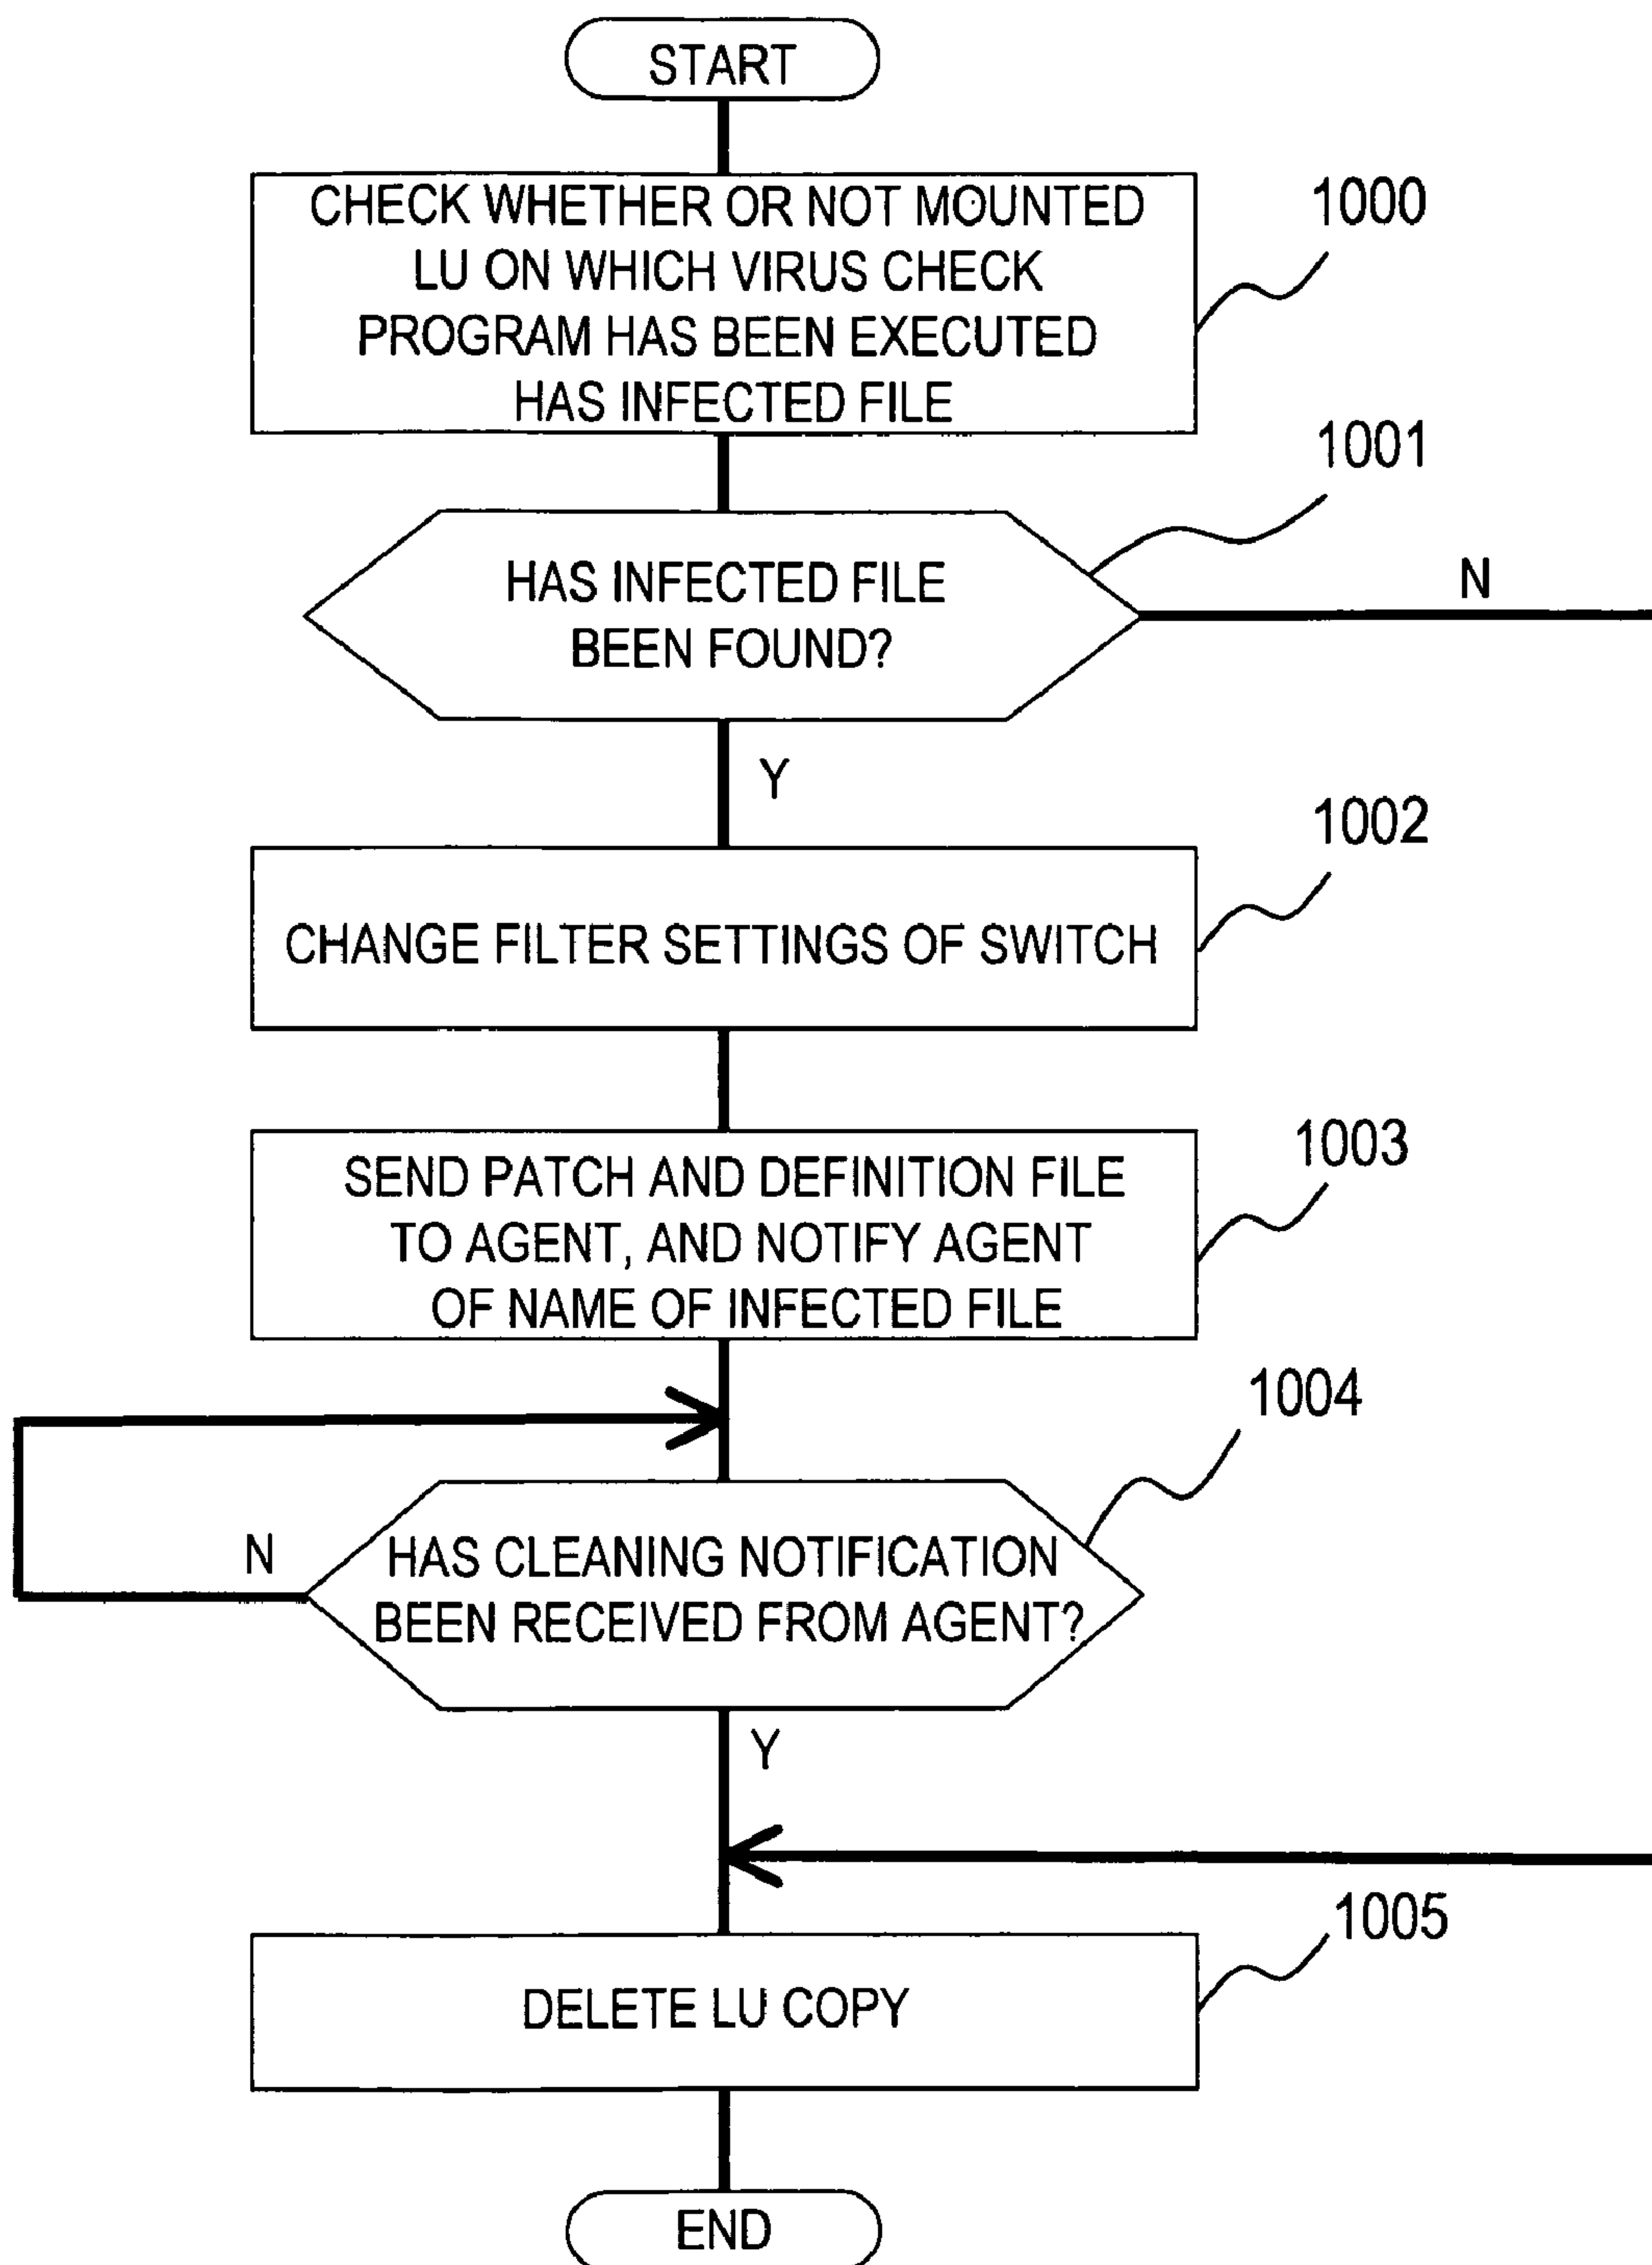 START
CHECK WHETHER OR NOT MOUNTED
LU ON WHICH VIRUS CHECK
PROGRAM HAS BEEN EXECUTED
HAS INFECTED FILE
1000
1001
HAS INFECTED FILE
BEEN FOUND?
N
Y
1002
CHANGE FILTER SETTINGS OF SWITCH
1003
SEND PATCH AND DEFINITION FILE
TO AGENT, AND NOTIFY AGENT
OF NAME OF INFECTED FILE
1004
N
HAS CLEANING NOTIFICATION
BEEN RECEIVED FROM AGENT?
Y
1005
DELETE LU COPY
END